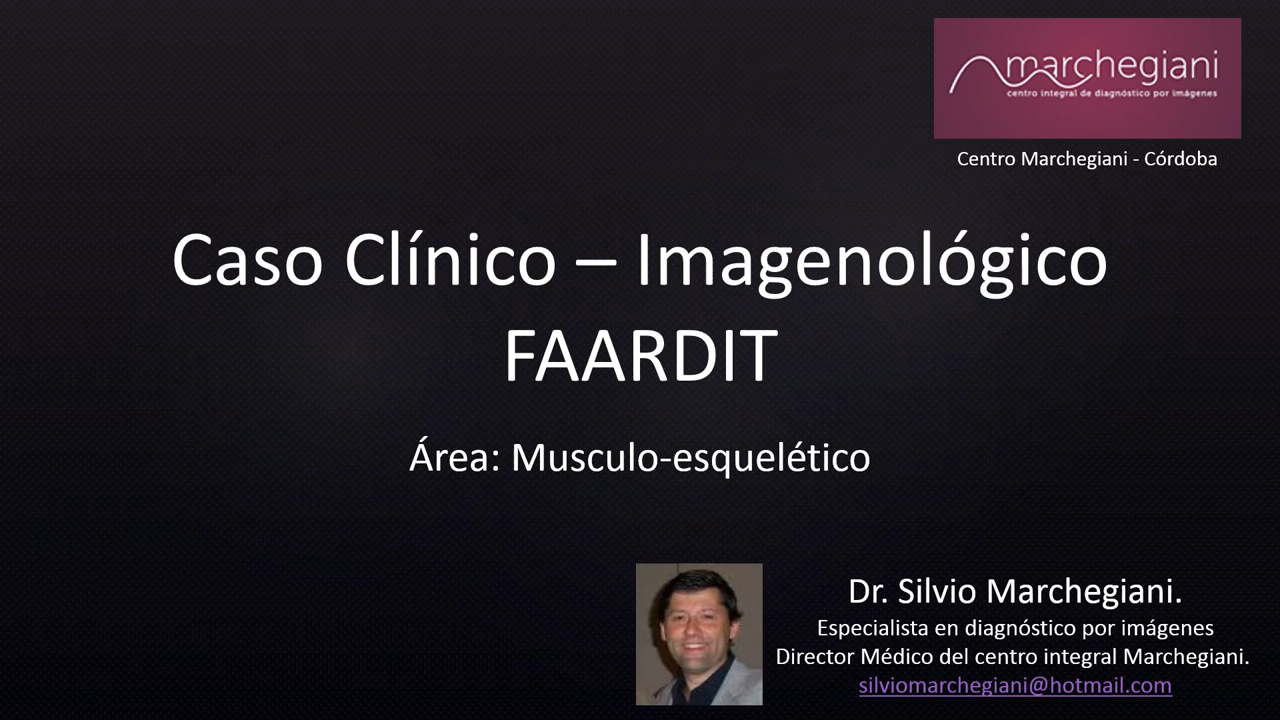 marchegiani
centro integral de diagnóstico por imágenes
Centro Marchegiani - Córdoba
Caso Clínico – Imagenológico
FAARDIT
Área: Musculo-esquelético
Dr. Silvio Marchegiani.
Especialista en diagnóstico por imágenes
Director Médico del centro integral Marchegiani.
silviomarchegiani@hotmail.com